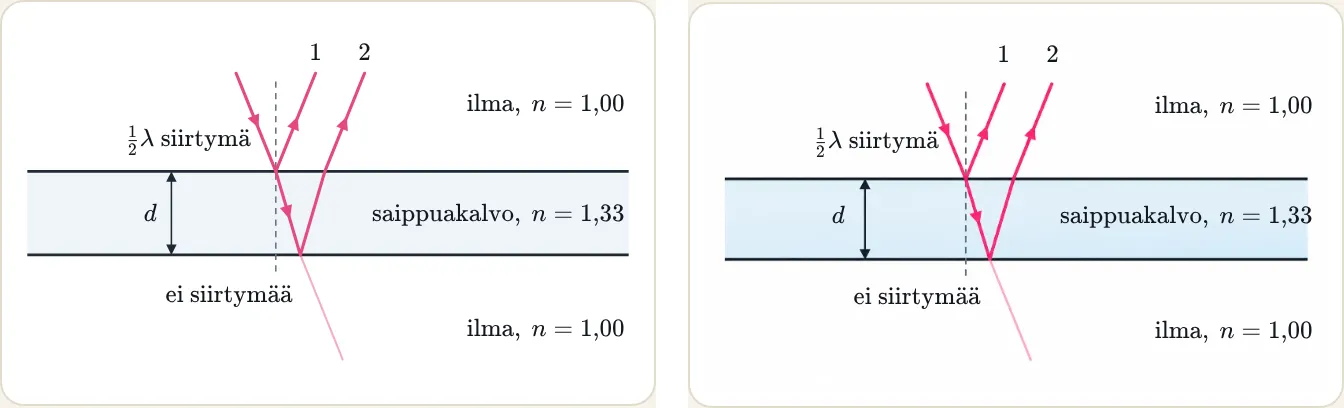 1 2
ilma, n = 1,00
½λ siirtymä
d
saippuakalvo, n = 1,33
ei siirtymää
ilma, n = 1,00
1 2
ilma, n = 1,00
½λ siirtymä
d
saippuakalvo, n = 1,33
ei siirtymää
ilma, n = 1,00